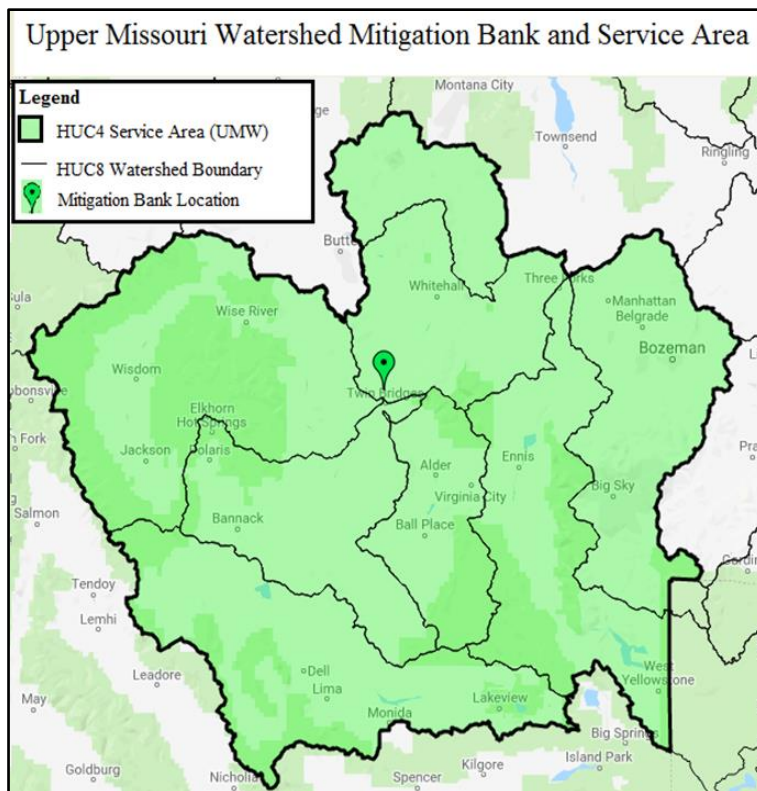 Upper Missouri Watershed Mitigation Bank and Service Area
Legend
HUC4 Service Area (UMW)
HUC8 Watershed Boundary
Mitigation Bank Location
Montana City
Townsend
Ringling
Butte
Whitehall
Three Forks
Manhattan
Belgrade
Bozeman
Wise River
Wisdom
Twin Bridges
Elkhorn
Hot Springs
Jackson
Polaris
Alder
Ennis
Virginia City
Big Sky
Bannack
Ball Place
Salmon
Tendoy
Lemhi
Leadore
May
Dell
Lima
Monida
Lakeview
West
Yellowstone
Big Springs
Island Park
Kilgore
Spencer
Goldburg